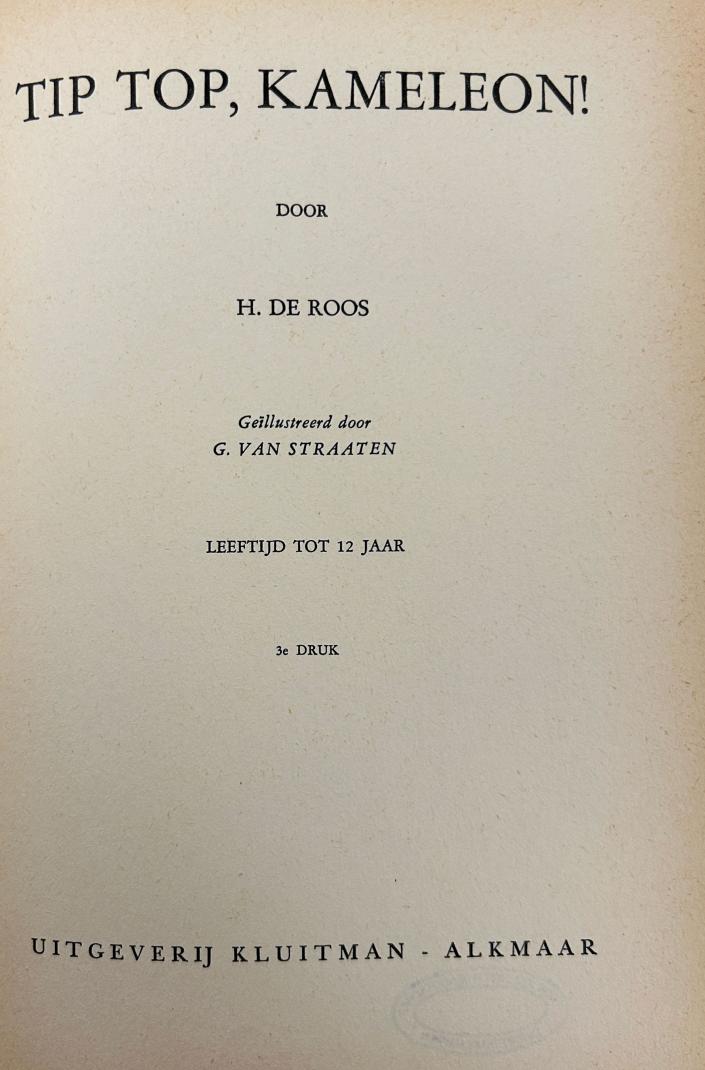 TIP TOP, KAMELEON!
DOOR
H. DE ROOS
Geïllustreerd door
G. VAN STRAATEN
LEEFTIJD TOT 12 JAAR
3e DRUK
UITGEVERIJ KLUITMAN - ALKMAAR